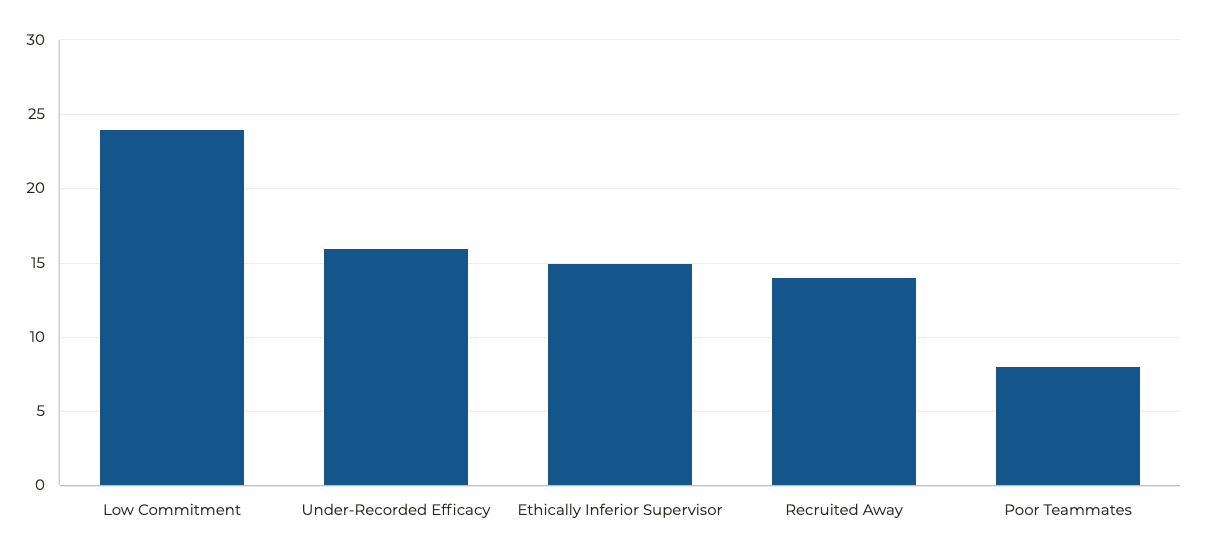 30
25
20
15
10
5
0
Low Commitment
Under-Recorded Efficacy
Ethically Inferior Supervisor
Recruited Away
Poor Teammates